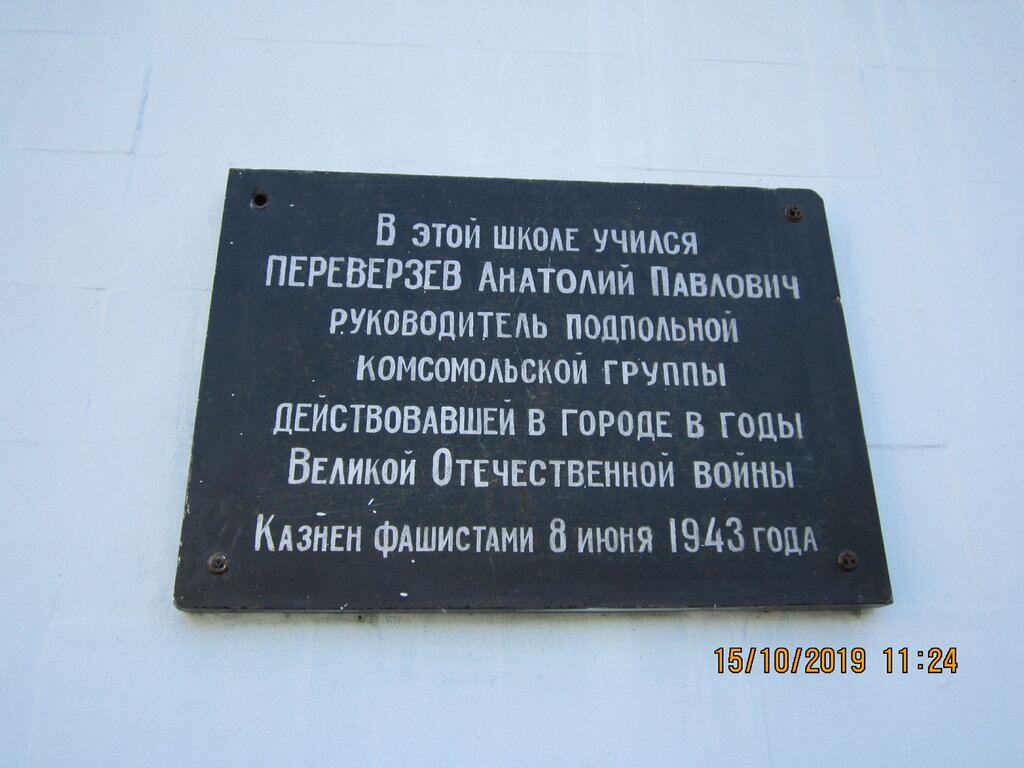 В этой школе учился
ПЕРЕВЕРЗЕВ Анатолий Павлович
руководитель подпольной
комсомольской группы
действовавшей в городе в годы
Великой Отечественной войны
Казнен фашистами 8 июня 1943 года
15/10/2019 11:24